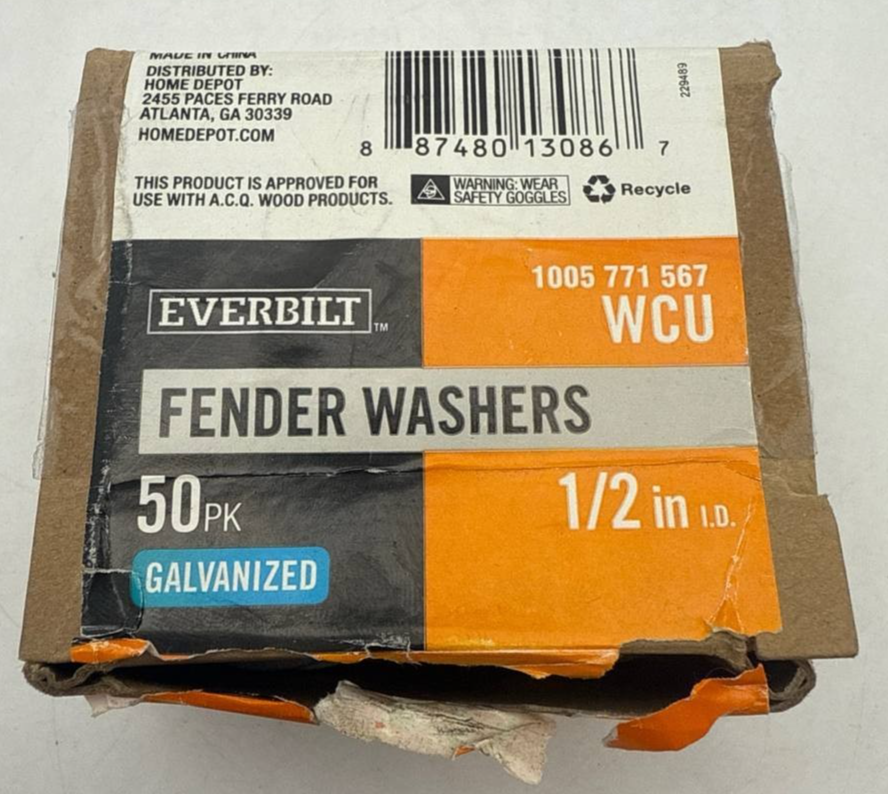 MADE IN CHINA
DISTRIBUTED BY:
HOME DEPOT
2455 PACES FERRY ROAD
ATLANTA, GA 30339
HOMEDEPOT.COM
8 87480 13086 7
229489
THIS PRODUCT IS APPROVED FOR
USE WITH A.C.Q. WOOD PRODUCTS.
WARNING: WEAR
SAFETY GOGGLES
Recycle
EVERBILT™
1005 771 567
WCU
FENDER WASHERS
50PK
1/2 in I.D.
GALVANIZED